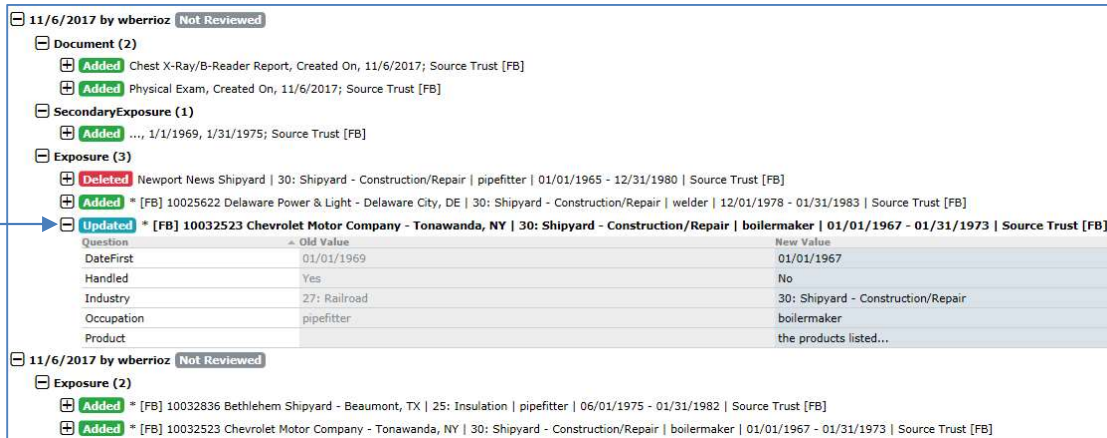 11/6/2017 by wberrioz Not Reviewed
Document (2)
Added Chest X-Ray/B-Reader Report, Created On, 11/6/2017; Source Trust [FB]
Added Physical Exam, Created On, 11/6/2017; Source Trust [FB]
SecondaryExposure (1)
Added ..., 1/1/1969, 1/31/1975; Source Trust [FB]
Exposure (3)
Deleted Newport News Shipyard | 30: Shipyard - Construction/Repair | pipefitter | 01/01/1965 - 12/31/1980 | Source Trust [FB]
Added * [FB] 10025622 Delaware Power & Light - Delaware City, DE | 30: Shipyard - Construction/Repair | welder | 12/01/1978 - 01/31/1983 | Source Trust [FB]
Updated * [FB] 10032523 Chevrolet Motor Company - Tonawanda, NY | 30: Shipyard - Construction/Repair | boilermaker | 01/01/1967 - 01/31/1973 | Source Trust [FB]
Question Old Value New Value
DateFirst 01/01/1969 01/01/1967
Handled Yes No
Industry 27: Railroad 30: Shipyard - Construction/Repair
Occupation pipefitter boilermaker
Product the products listed...
11/6/2017 by wberrioz Not Reviewed
Exposure (2)
Added * [FB] 10032836 Bethlehem Shipyard - Beaumont, TX | 25: Insulation | pipefitter | 06/01/1975 - 01/31/1982 | Source Trust [FB]
Added * [FB] 10032523 Chevrolet Motor Company - Tonawanda, NY | 30: Shipyard - Construction/Repair | boilermaker | 01/01/1967 - 01/31/1973 | Source Trust [FB]